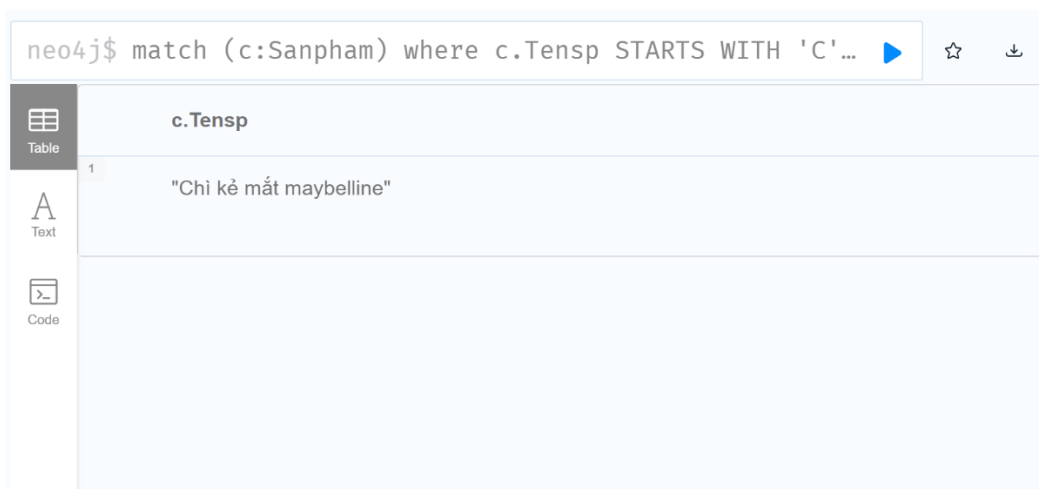 neo4j$ match (c:Sanpham) where c.Tensp STARTS WITH 'C'…
Table
c.Tensp
1
"Chì kẻ mắt maybelline"
A
Text
>_
Code